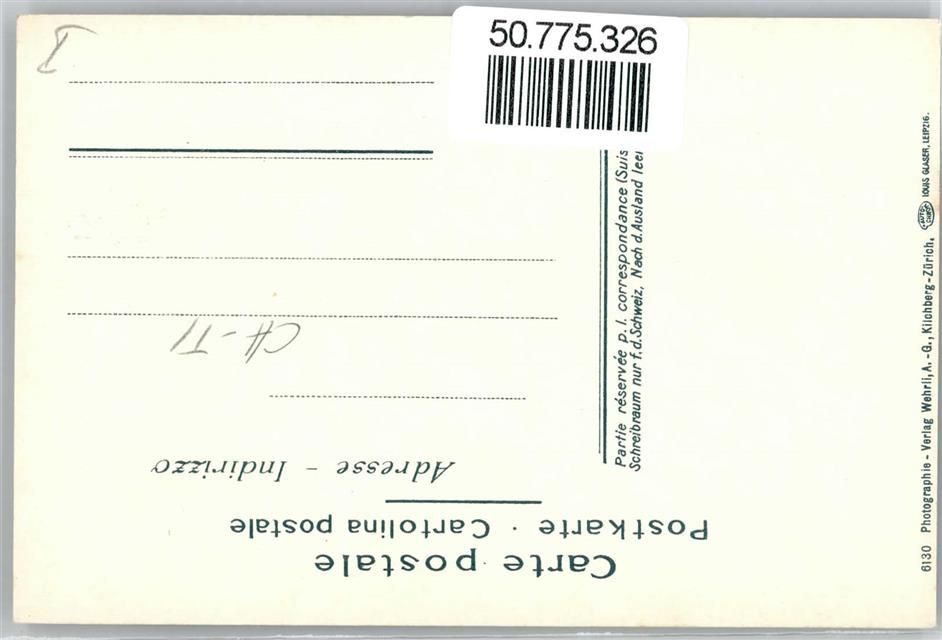 50.775.326
Carte postale
Postkarte · Cartolina postale
Adresse - Indirizzo
CH-TI
Partie réservée p. l. correspondance (Suis
Schreibraum nur f. d. Schweiz, Nach d. Ausland leer
6130 Photographie - Verlag Wehrli, A.-G., Kilchberg-Zürich.
LOUIS GLASER, LEIPZIG.